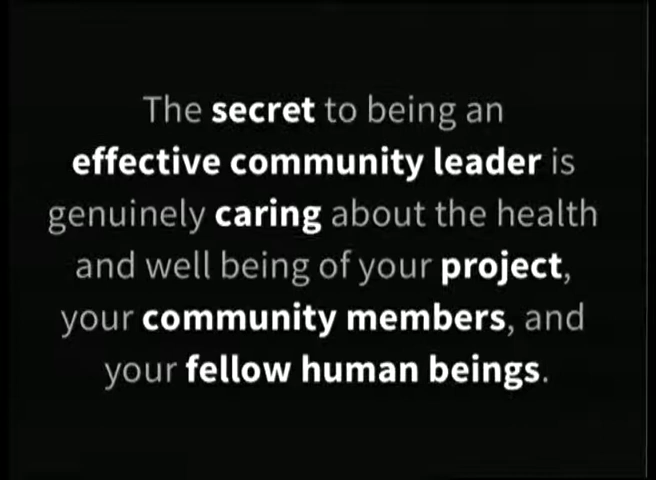 The secret to being an
effective community leader is
genuinely caring about the health
and well being of your project,
your community members, and
your fellow human beings.